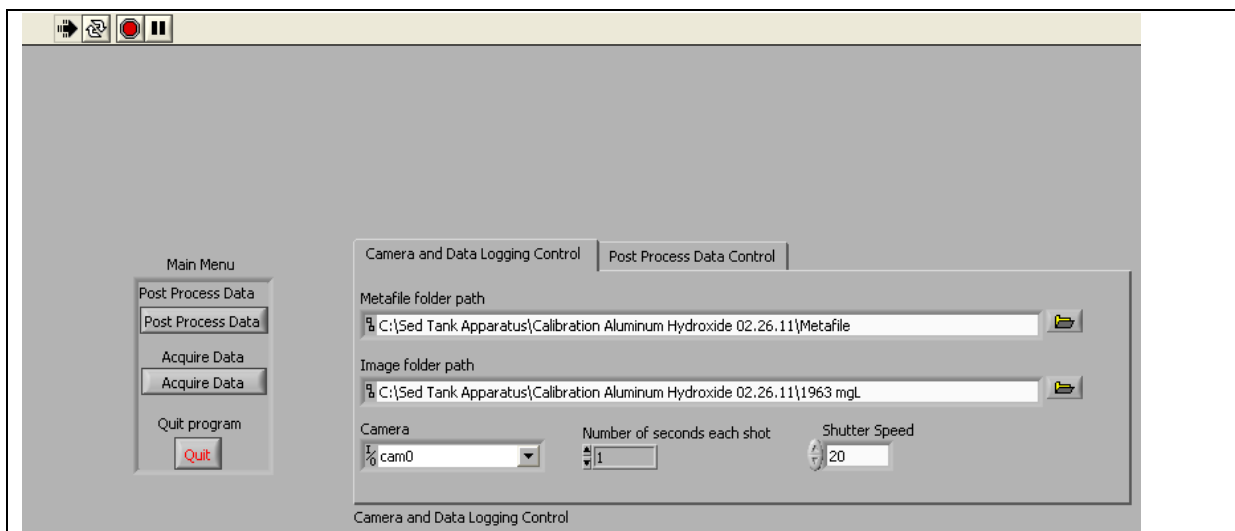 Main Menu
Post Process Data
Post Process Data
Acquire Data
Acquire Data
Quit program
Quit
Camera and Data Logging Control
Post Process Data Control
Metafile folder path
C:\Sed Tank Apparatus\Calibration Aluminum Hydroxide 02.26.11\Metafile
Image folder path
C:\Sed Tank Apparatus\Calibration Aluminum Hydroxide 02.26.11\1963 mgL
Camera
I/O cam0
Number of seconds each shot
1
Shutter Speed
20
Camera and Data Logging Control